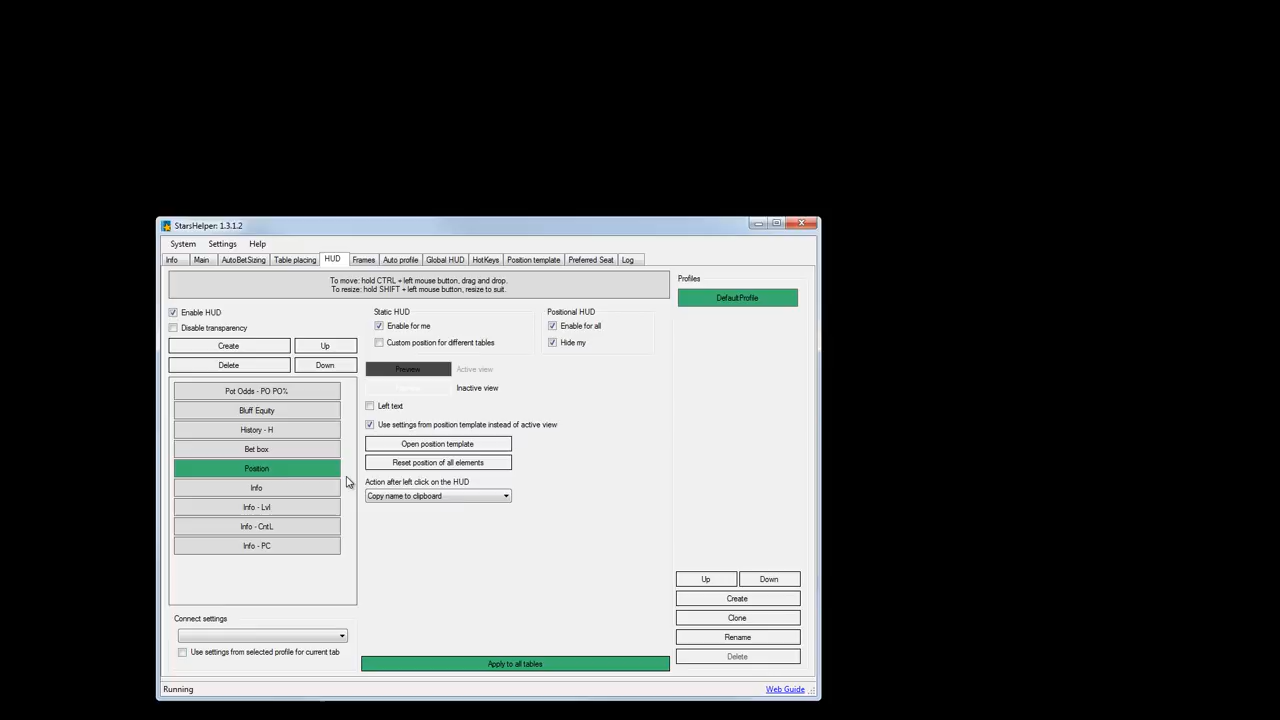 StarsHelper: 1.3.1.2
System Settings Help
Info Main AutoBetSizing Table placing HUD Frames Auto profile Global HUD HotKeys Position template Preferred Seat Log
To move: hold CTRL + left mouse button, drag and drop.
To resize: hold SHIFT + left mouse button, resize to suit.
Profiles
DefaultProfile
Enable HUD
Disable transparency
Create Up
Delete Down
Static HUD
Enable for me
Custom position for different tables
Positional HUD
Enable for all
Hide my
Pot Odds - PO PO%
Bluff Equity
History - H
Bet box
Position
Info
Info - Lvl
Info - CntL
Info - PC
Preview Active view
Inactive view
Left text
Use settings from position template instead of active view
Open position template
Reset position of all elements
Action after left click on the HUD
Copy name to clipboard
Up Down
Create
Clone
Rename
Delete
Connect settings
Use settings from selected profile for current tab
Apply to all tables
Running
Web Guide